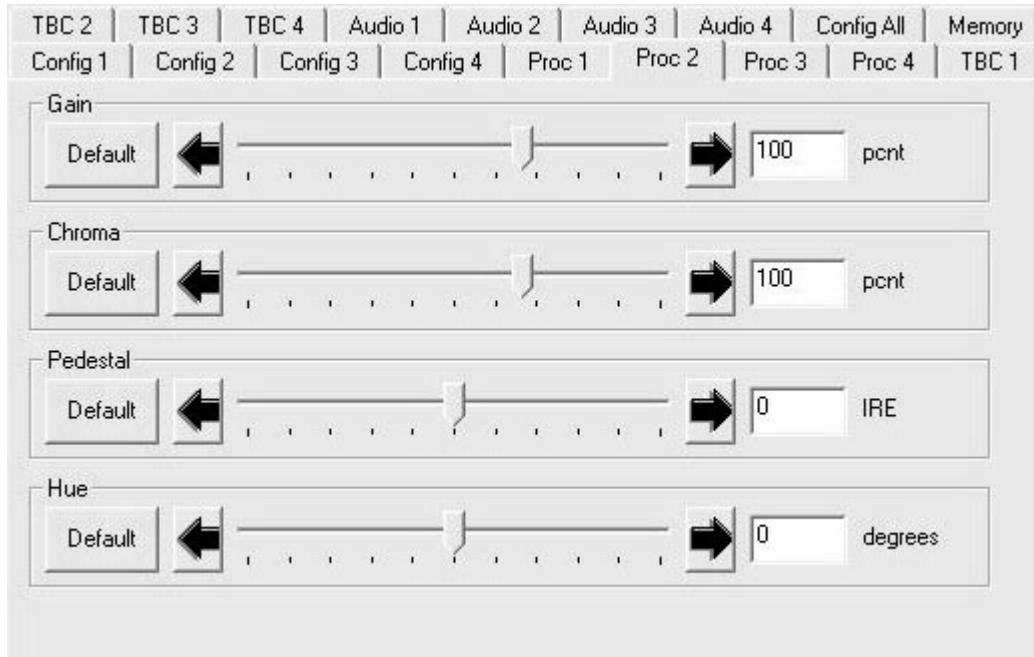 TBC 2 TBC 3 TBC 4 Audio 1 Audio 2 Audio 3 Audio 4 Config All Memory
Config 1 Config 2 Config 3 Config 4 Proc 1 Proc 2 Proc 3 Proc 4 TBC 1
Gain
Default 100 pcnt
Chroma
Default 100 pcnt
Pedestal
Default 0 IRE
Hue
Default 0 degrees